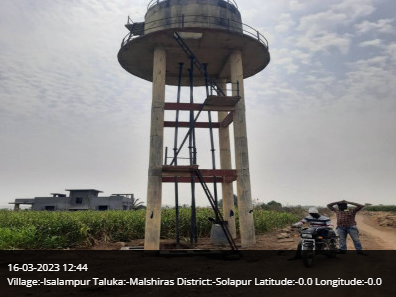 16-03-2023 12:44
Village:-Isalampur Taluka:-Malshiras District:-Solapur Latitude:-0.0 Longitude:-0.0